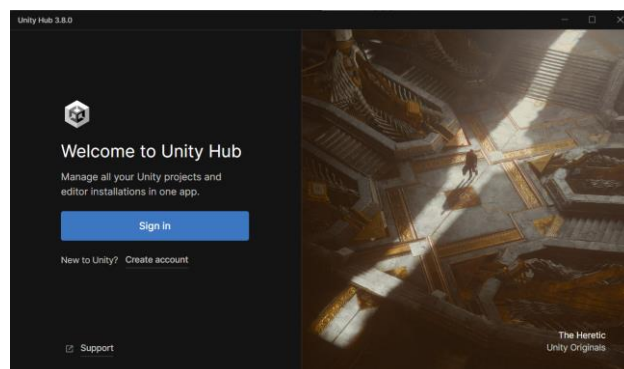 Unity Hub 3.8.0
Welcome to Unity Hub
Manage all your Unity projects and
editor installations in one app.
Sign in
New to Unity? Create account
Support
The Heretic
Unity Originals